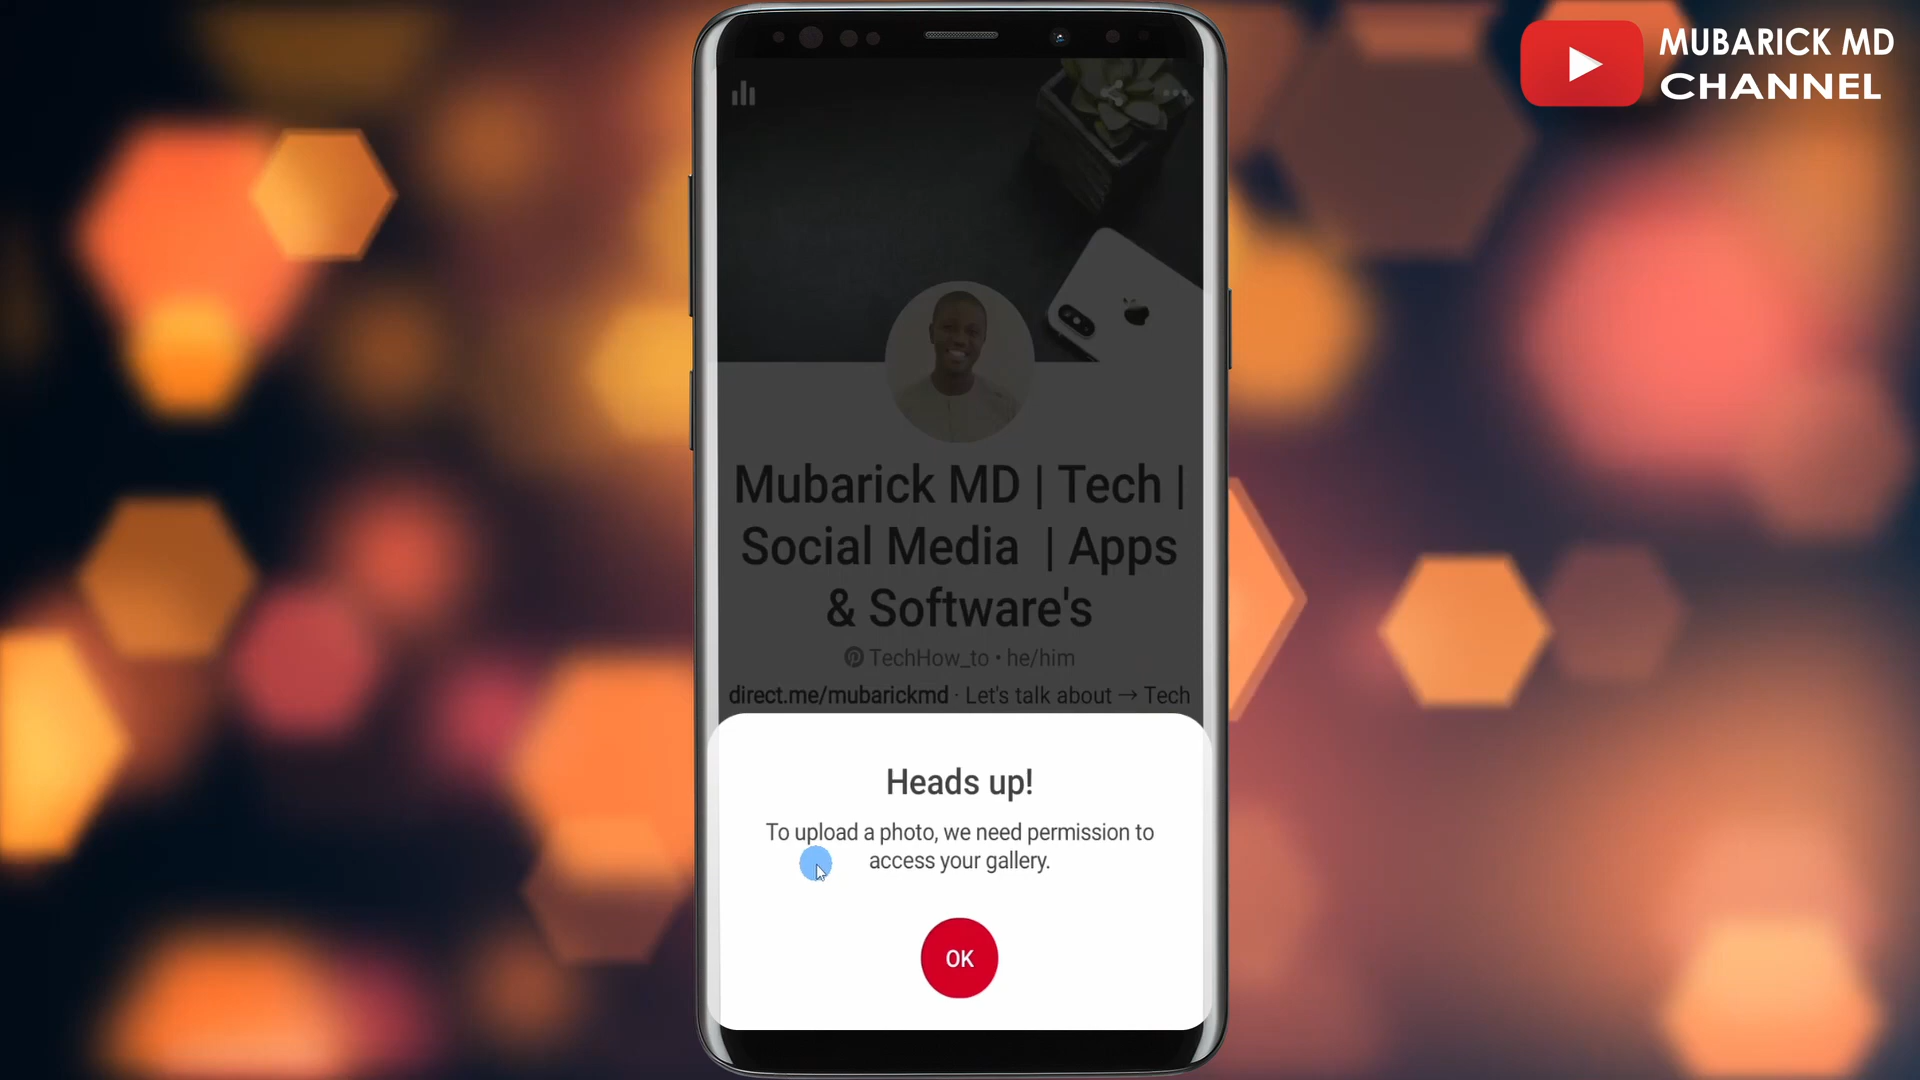 MUBARICK MD
CHANNEL
Mubarick MD | Tech |
Social Media | Apps
& Software's
TechHow_to • he/him
direct.me/mubarickmd · Let's talk about → Tech
Heads up!
To upload a photo, we need permission to
access your gallery.
OK